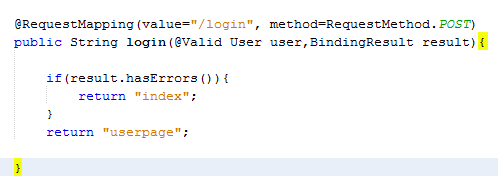 @RequestMapping(value="/login", method=RequestMethod.POST)
public String login(@Valid User user,BindingResult result){
if(result.hasErrors()){
return "index";
}
return "userpage";
}